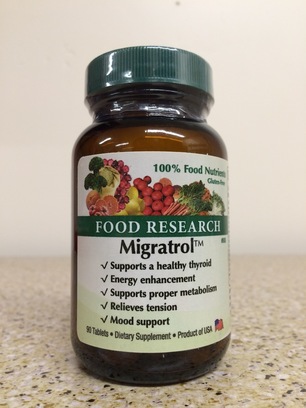 100% Food Nutrients
Gluten-Free
FOOD RESEARCH
Migratrol™
✓ Supports a healthy thyroid
✓ Energy enhancement
✓ Supports proper metabolism
✓ Relieves tension
✓ Mood support
90 Tablets • Dietary Supplement • Product of USA